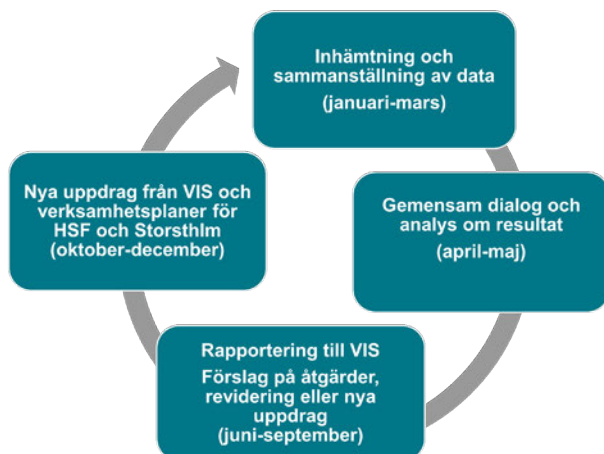 Inhämtning och
sammanställning av data
(januari-mars)
Gemensam dialog och
analys om resultat
(april-maj)
Rapportering till VIS
Förslag på åtgärder,
revidering eller nya
uppdrag
(juni-september)
Nya uppdrag från VIS och
verksamhetsplaner för
HSF och Storsthlm
(oktober-december)